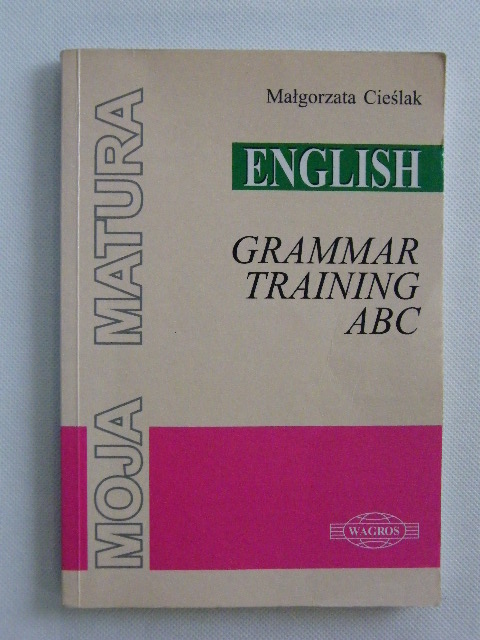 Małgorzata Cieślak
ENGLISH
GRAMMAR
TRAINING
ABC
MOJA MATURA
WAGROS